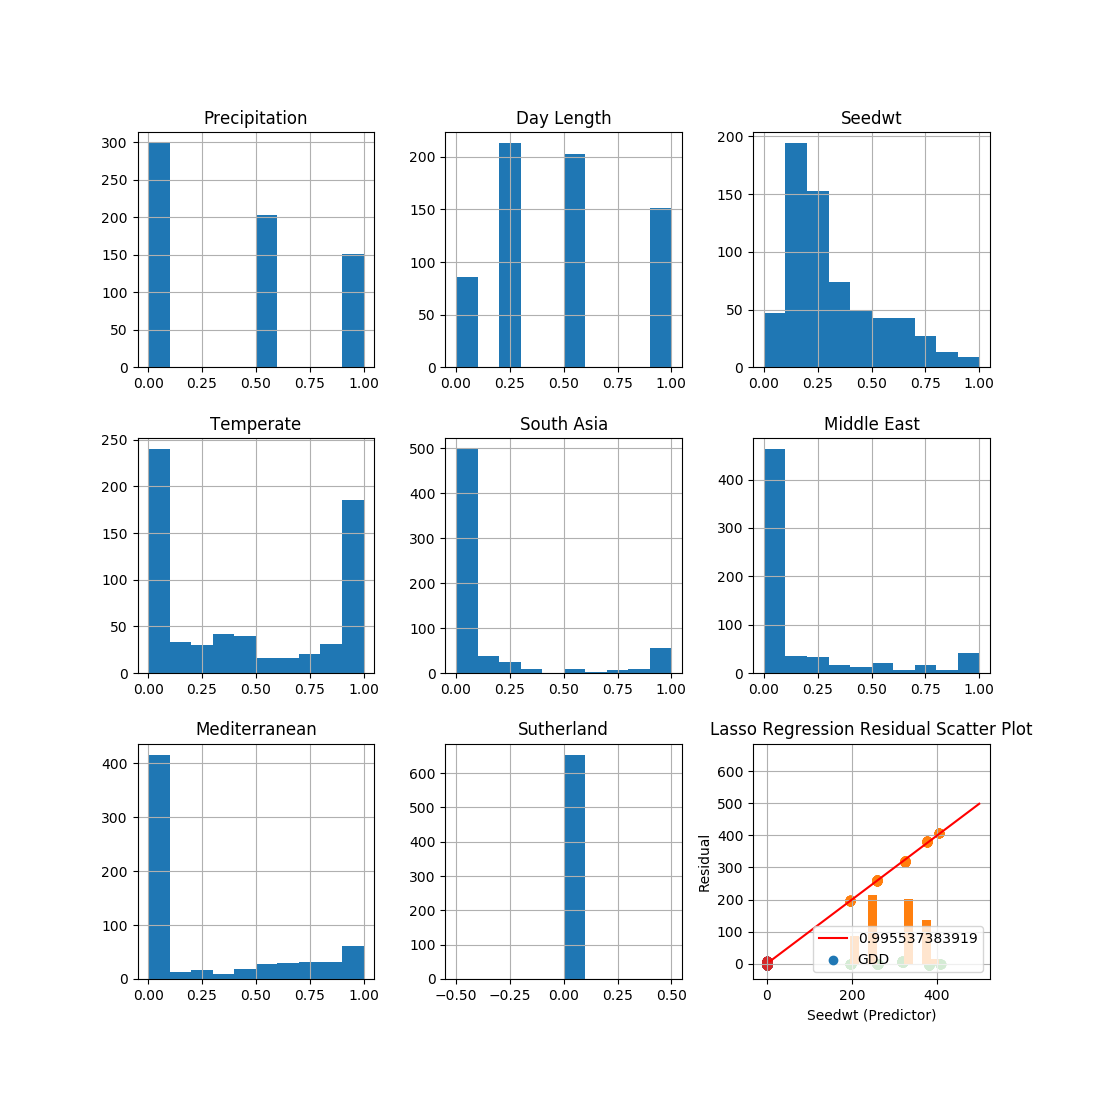 Precipitation
300
250
200
150
100
50
0
0.00 0.25 0.50 0.75 1.00
Day Length
200
150
100
50
0
0.00 0.25 0.50 0.75 1.00
Seedwt
200
150
100
50
0
0.00 0.25 0.50 0.75 1.00
Temperate
250
200
150
100
50
0
0.00 0.25 0.50 0.75 1.00
South Asia
500
400
300
200
100
0
0.00 0.25 0.50 0.75 1.00
Middle East
400
300
200
100
0
0.00 0.25 0.50 0.75 1.00
Mediterranean
400
300
200
100
0
0.00 0.25 0.50 0.75 1.00
Sutherland
600
500
400
300
200
100
0
−0.50 −0.25 0.00 0.25 0.50
Lasso Regression Residual Scatter Plot
600
500
400
300
200
100
0
Residual
0.995537383919
GDD
0 200 400
Seedwt (Predictor)